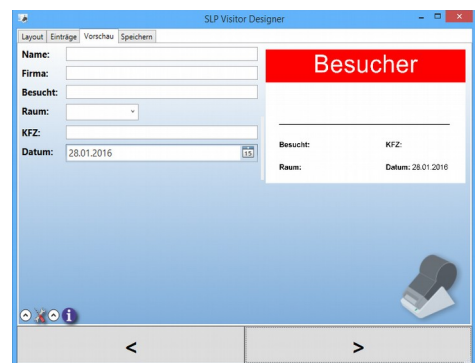 SLP Visitor Designer
Layout Einträge Vorschau Speichern
Name:
Firma:
Besucht:
Raum:
KFZ:
Datum: 28.01.2016 15
Besucher
Besucht: KFZ:
Raum: Datum: 28.01.2016
i
< >